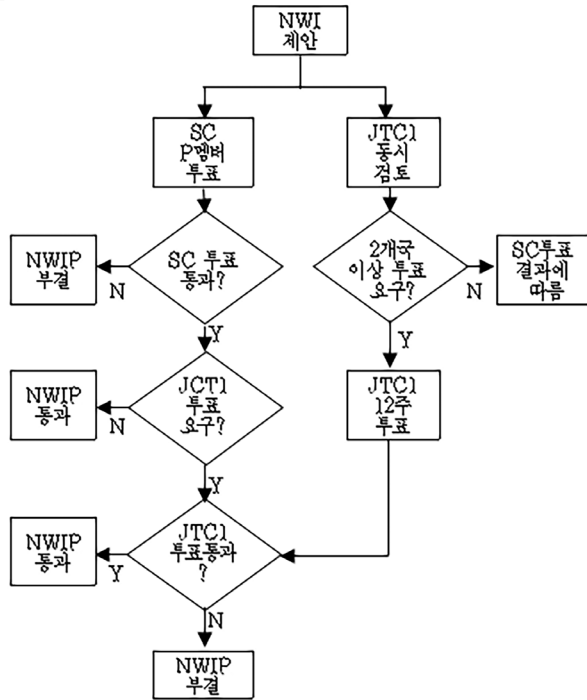 NWI
제안
SC
P멤버
투표
JTC1
동시
검토
NWIP
부결
N
SC 투표
통과?
Y
2개국
이상 투표
요구?
N
SC투표
결과에
따름
Y
NWIP
통과
N
JCT1
투표
요구?
Y
JTC1
12주
투표
NWIP
통과
Y
JTC1
투표통과
?
N
NWIP
부결